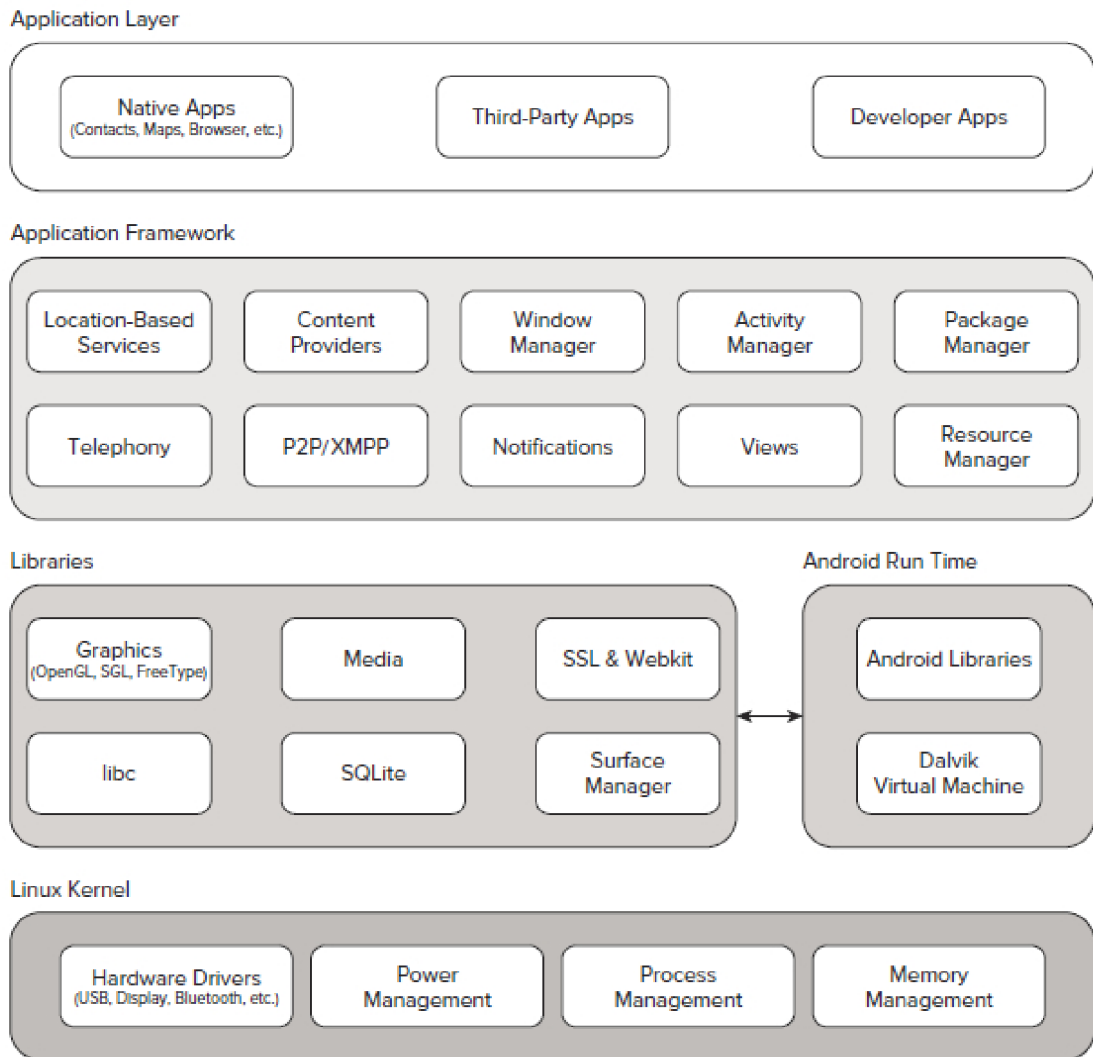 Application Layer
Native Apps
(Contacts, Maps, Browser, etc.)
Third-Party Apps
Developer Apps
Application Framework
Location-Based
Services
Content
Providers
Window
Manager
Activity
Manager
Package
Manager
Telephony
P2P/XMPP
Notifications
Views
Resource
Manager
Libraries
Graphics
(OpenGL, SGL, FreeType)
Media
SSL & Webkit
libc
SQLite
Surface
Manager
Android Run Time
Android Libraries
Dalvik
Virtual Machine
Linux Kernel
Hardware Drivers
(USB, Display, Bluetooth, etc.)
Power
Management
Process
Management
Memory
Management